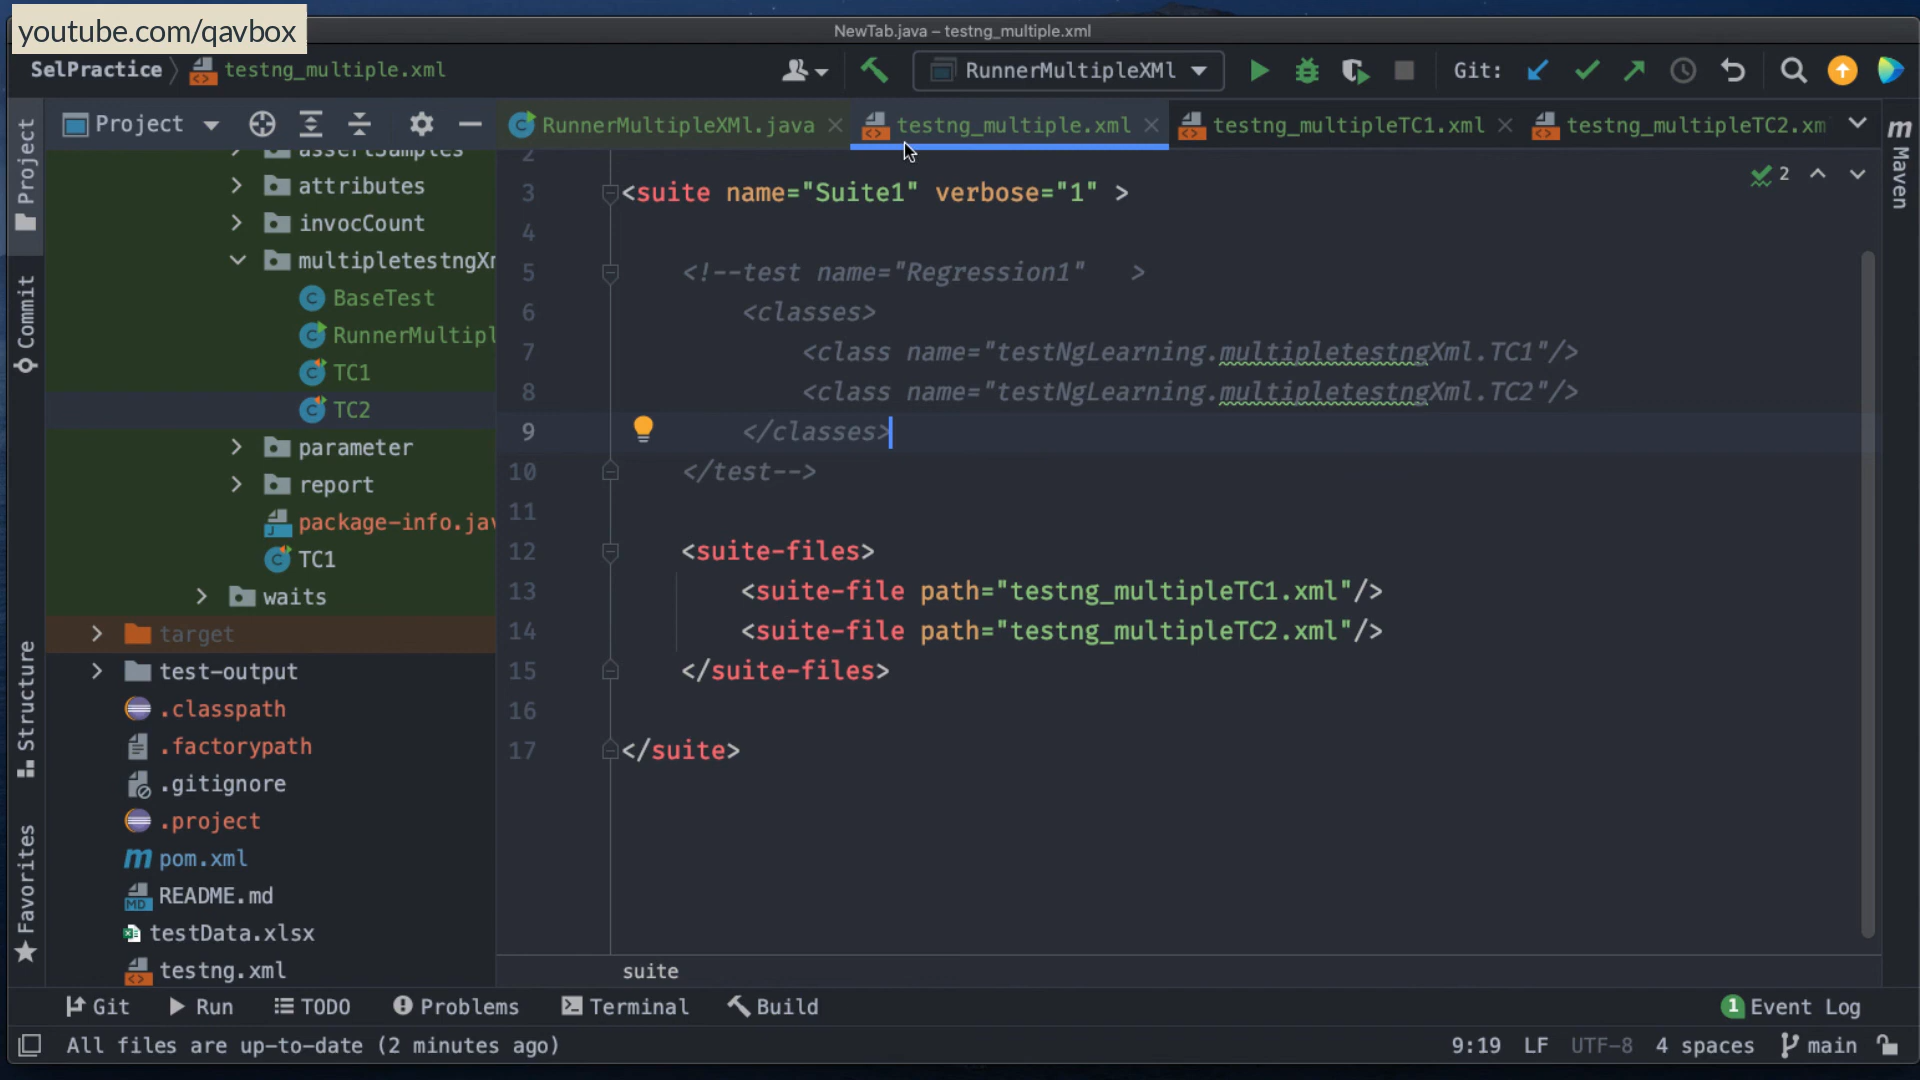 youtube.com/qavbox
NewTab.java – testng_multiple.xml
SelPractice
testng_multiple.xml
RunnerMultipleXMl
Git:
Project
RunnerMultipleXMl.java
testng_multiple.xml
testng_multipleTC1.xml
testng_multipleTC2.xm
Project
Commit
Structure
Favorites
Maven
assertSamples
attributes
invocCount
multipletestngXm
BaseTest
RunnerMultipl
TC1
TC2
parameter
report
package-info.jav
TC1
waits
target
test-output
.classpath
.factorypath
.gitignore
.project
pom.xml
README.md
testData.xlsx
testng.xml
2
2
3 <suite name="Suite1" verbose="1" >
4
5 <!--test name="Regression1"   >
6 <classes>
7 <class name="testNgLearning.multipletestngXml.TC1"/>
8 <class name="testNgLearning.multipletestngXml.TC2"/>
9 </classes>
10 </test-->
11
12 <suite-files>
13 <suite-file path="testng_multipleTC1.xml"/>
14 <suite-file path="testng_multipleTC2.xml"/>
15 </suite-files>
16
17 </suite>
suite
Git
Run
TODO
Problems
Terminal
Build
1 Event Log
All files are up-to-date (2 minutes ago)
9:19 LF UTF-8 4 spaces main